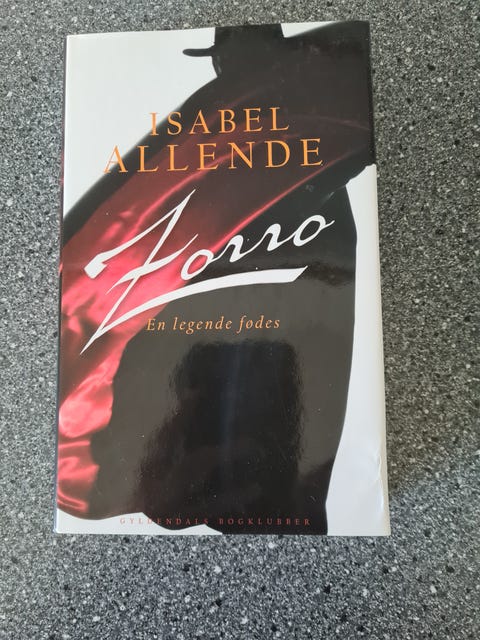 ISABEL
ALLENDE
Zorro
En legende fødes
GYLDENDALS BOGKLUBBER